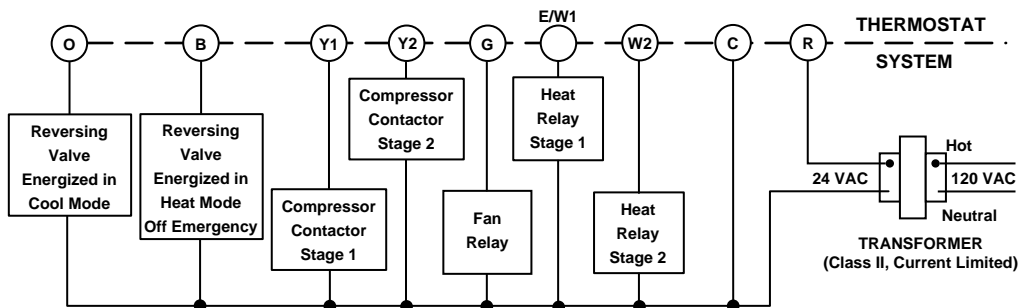 E/W1
O B Y1 Y2 G W2 C R
THERMOSTAT
SYSTEM
Reversing
Valve
Energized in
Cool Mode
Reversing
Valve
Energized in
Heat Mode
Off Emergency
Compressor
Contactor
Stage 1
Compressor
Contactor
Stage 2
Fan
Relay
Heat
Relay
Stage 1
Heat
Relay
Stage 2
Hot
24 VAC
120 VAC
Neutral
TRANSFORMER
(Class II, Current Limited)